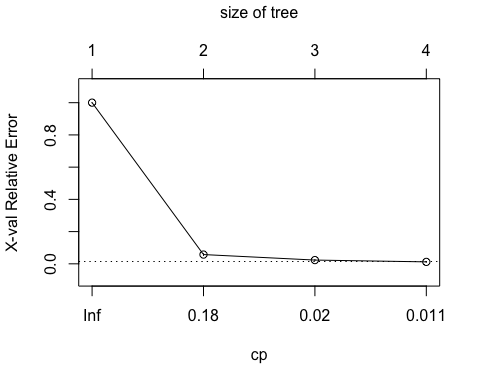 size of tree
1 2 3 4
X-val Relative Error
0.8
0.4
0.0
Inf 0.18 0.02 0.011
cp